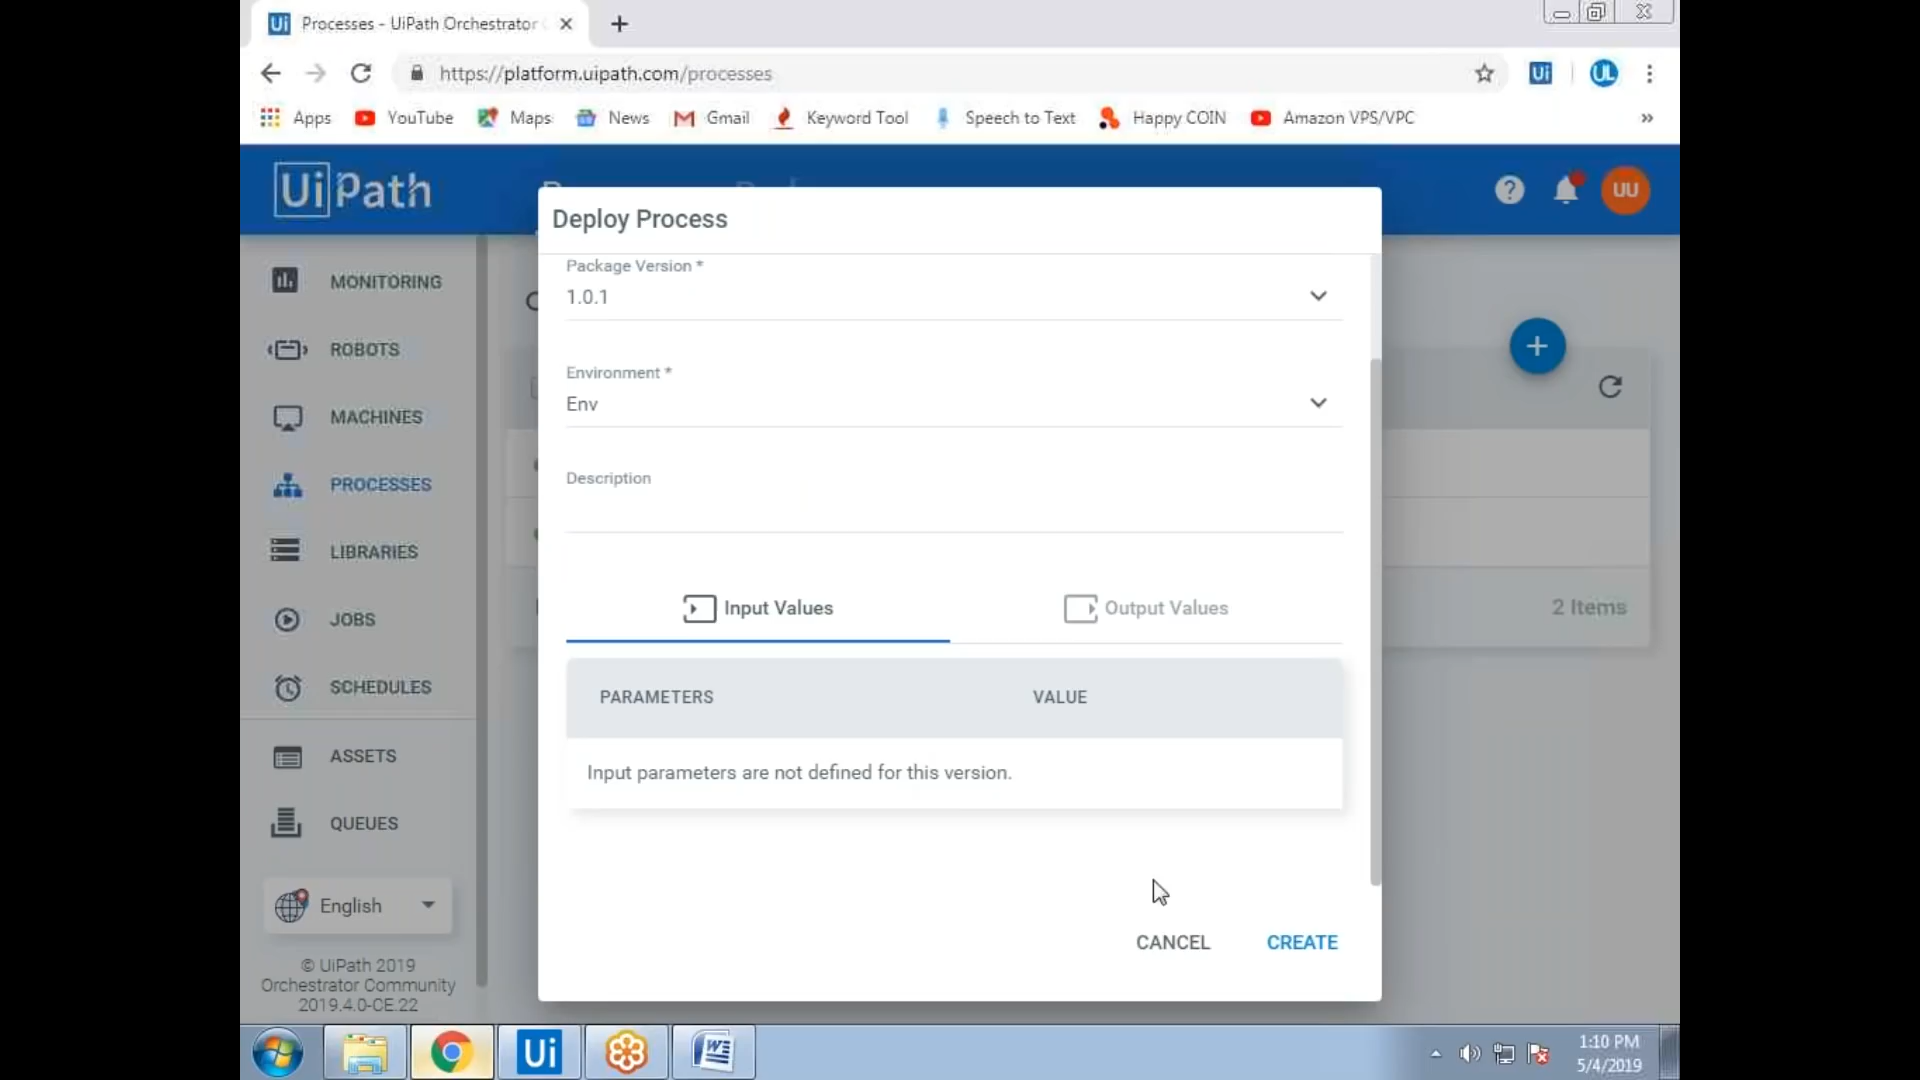 Processes - UiPath Orchestrator
https://platform.uipath.com/processes
Apps YouTube Maps News Gmail Keyword Tool Speech to Text Happy COIN Amazon VPS/VPC »
Ui
UL
UiPath
UU
Deploy Process
Package Version *
1.0.1
Environment *
Env
Description
Input Values Output Values
PARAMETERS VALUE
Input parameters are not defined for this version.
CANCEL CREATE
MONITORING
ROBOTS
MACHINES
PROCESSES
LIBRARIES
JOBS
SCHEDULES
ASSETS
QUEUES
English
© UiPath 2019
Orchestrator Community
2019.4.0-CE.22
2 Items
Ui
1:10 PM
5/4/2019